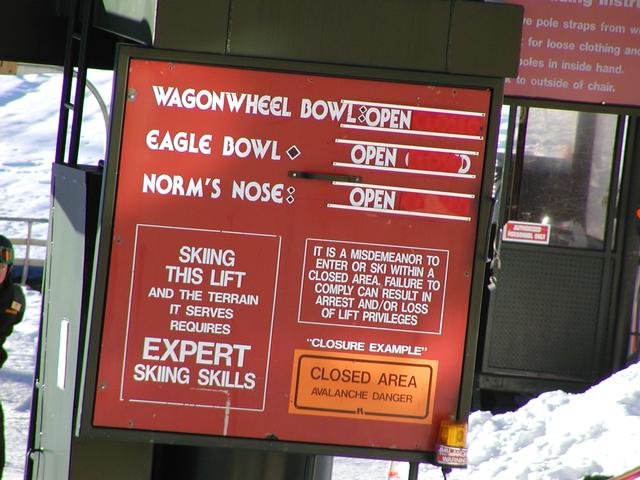 WAGONWHEEL BOWL: OPEN
EAGLE BOWL OPEN
NORM'S NOSE: OPEN
SKIING
THIS LIFT
AND THE TERRAIN
IT SERVES
REQUIRES
EXPERT
SKIING SKILLS
IT IS A MISDEMEANOR TO
ENTER OR SKI WITHIN A
CLOSED AREA. FAILURE TO
COMPLY CAN RESULT IN
ARREST AND/OR LOSS
OF LIFT PRIVILEGES
"CLOSURE EXAMPLE"
CLOSED AREA
AVALANCHE DANGER
pole straps from
for loose clothing and
poles in inside hand.
to outside of chair.
AUTHORIZED
PERSONNEL ONLY